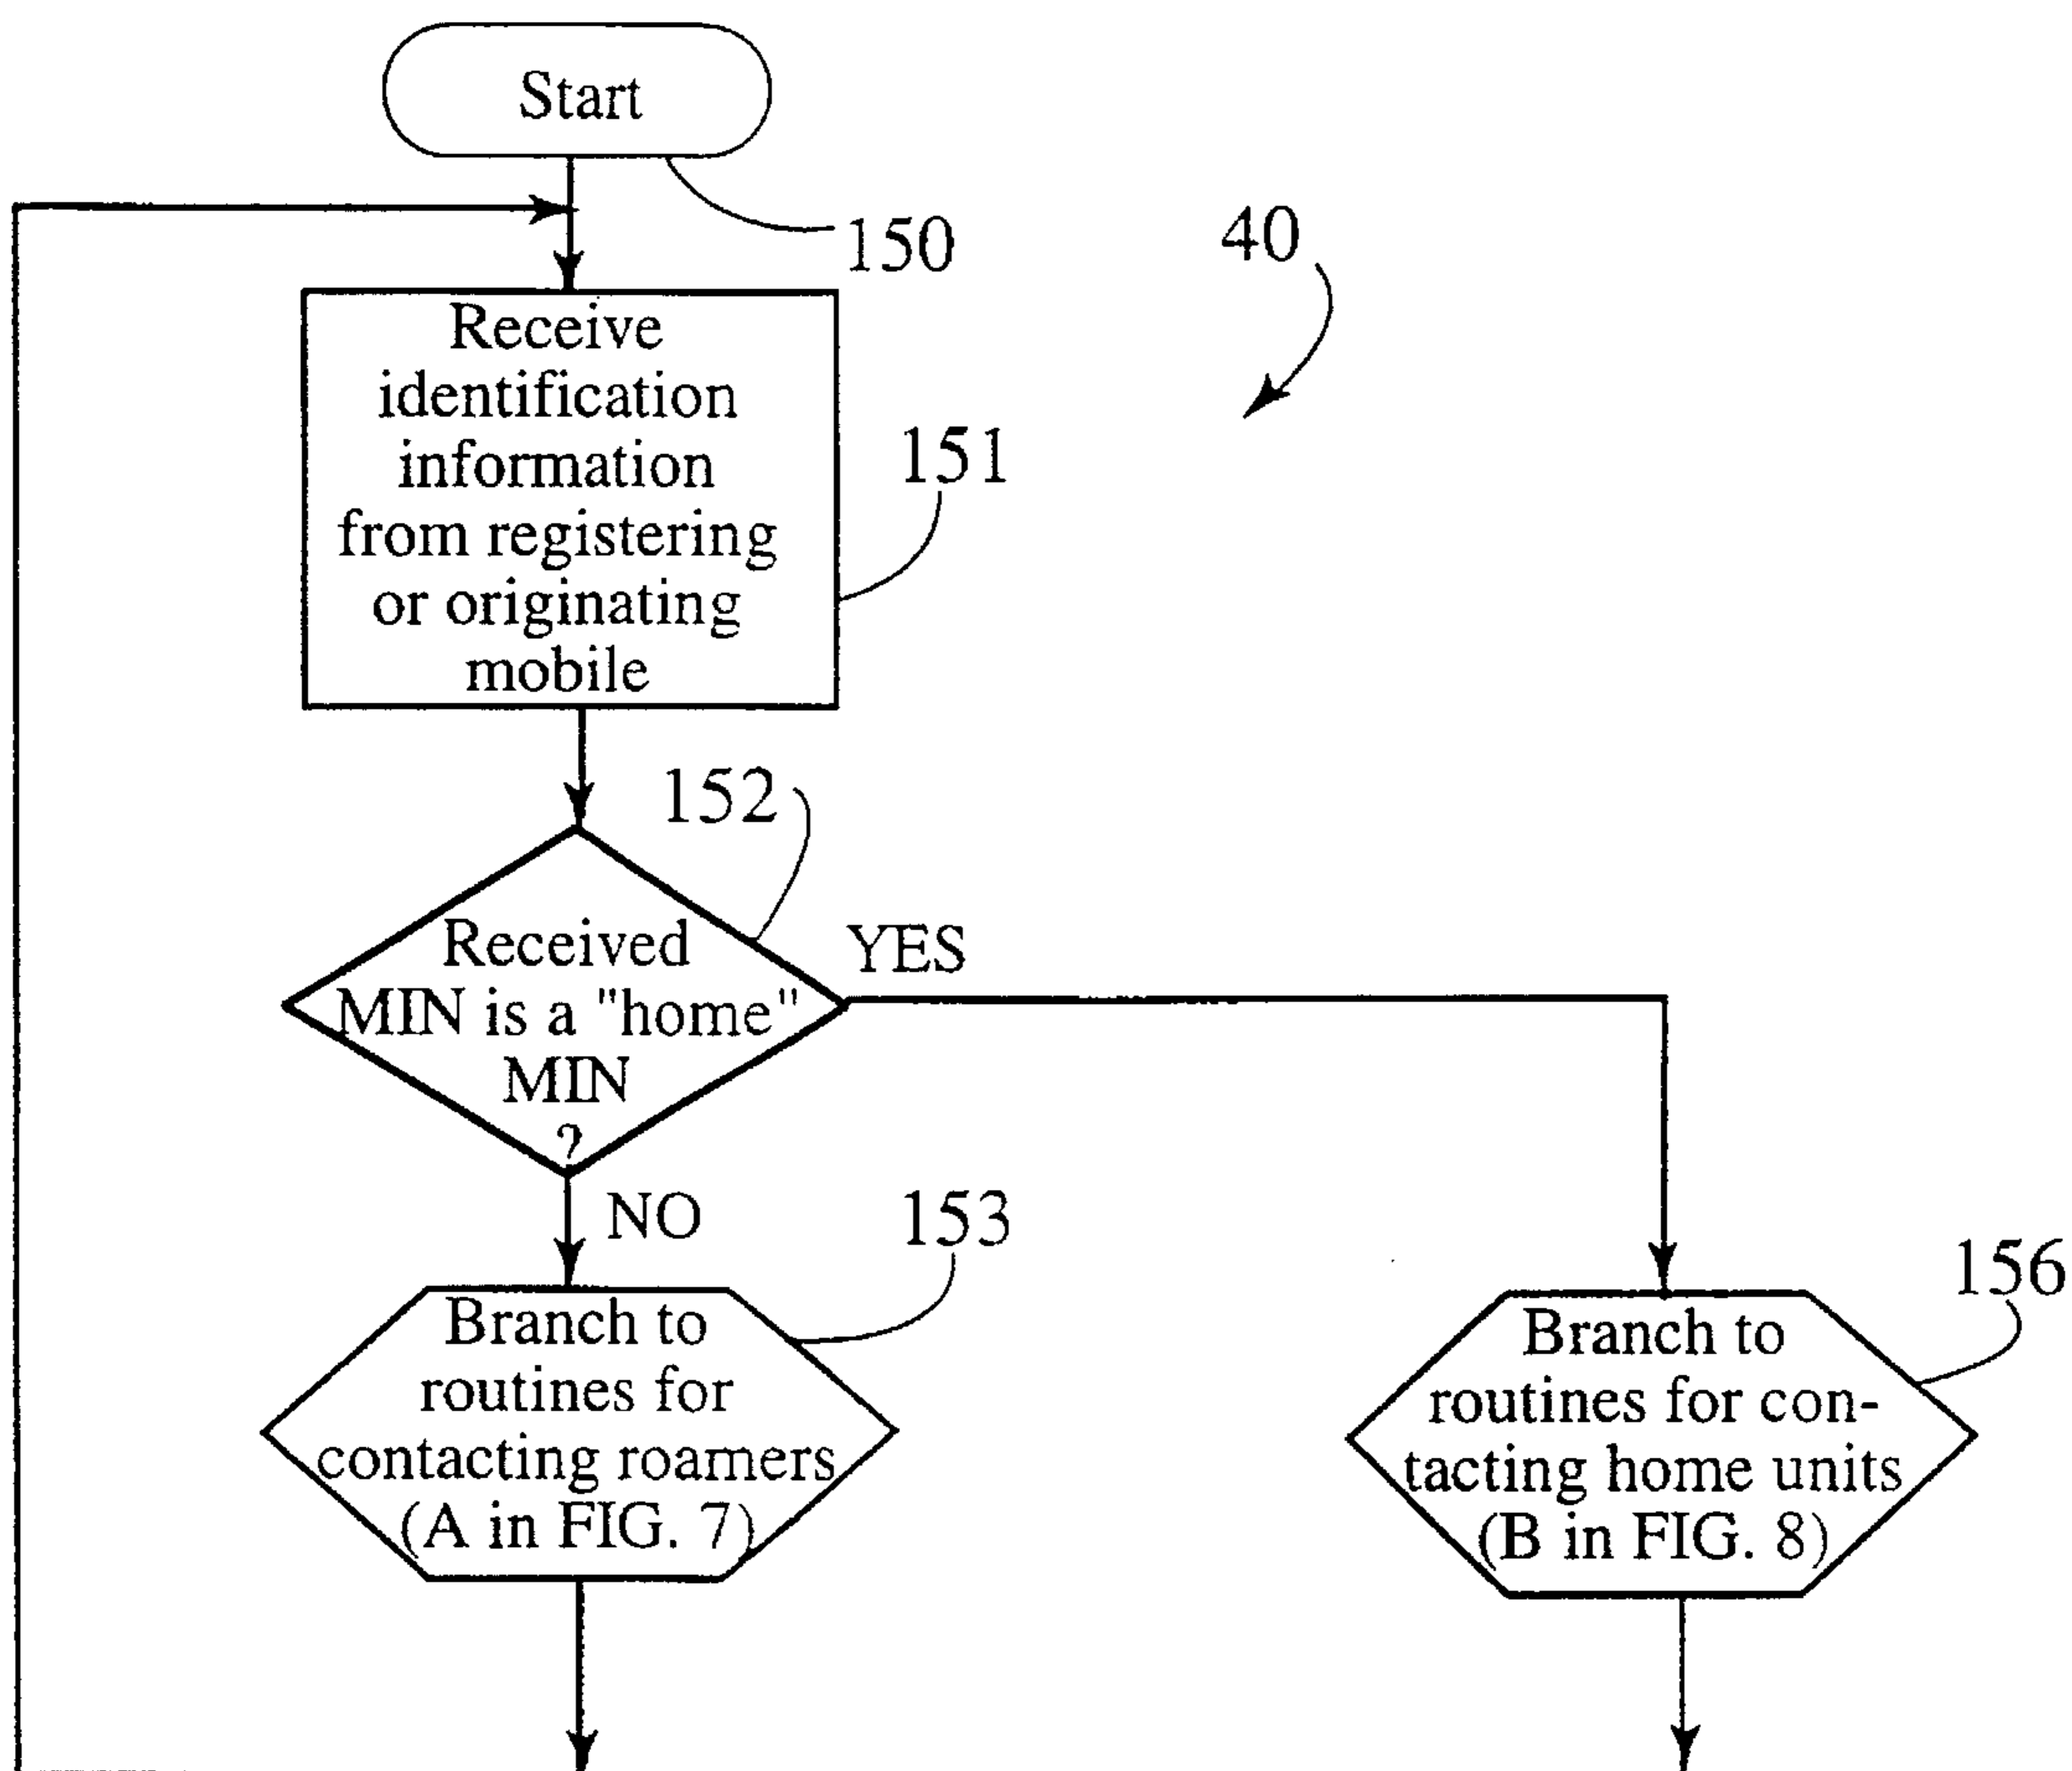 Start
150
40
Receive
identification
information
from registering
or originating
mobile
151
152
Received
MIN is a "home"
MIN
?
YES
NO
153
Branch to
routines for
contacting roamers
(A in FIG. 7)
156
Branch to
routines for con-
tacting home units
(B in FIG. 8)